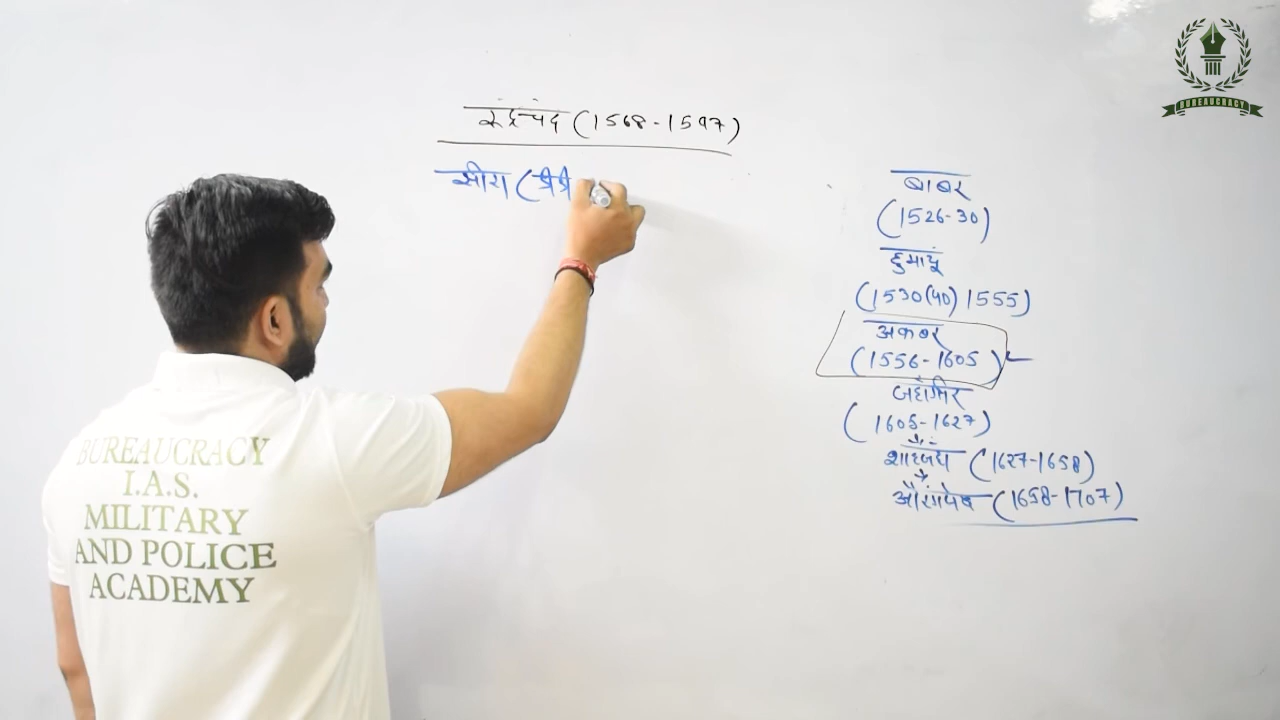 रुद्रचंद (1568-1597)
सीरा (
बाबर
(1526-30)
हुमायूं
(1530(40) 1555)
अकबर
(1556-1605)
जहाँगिर
(1605-1627)
शाहजहां (1627-1658)
औरंगजेब (1658-1707)
BUREAUCRACY
I.A.S.
MILITARY
AND POLICE
ACADEMY
BUREAUCRACY